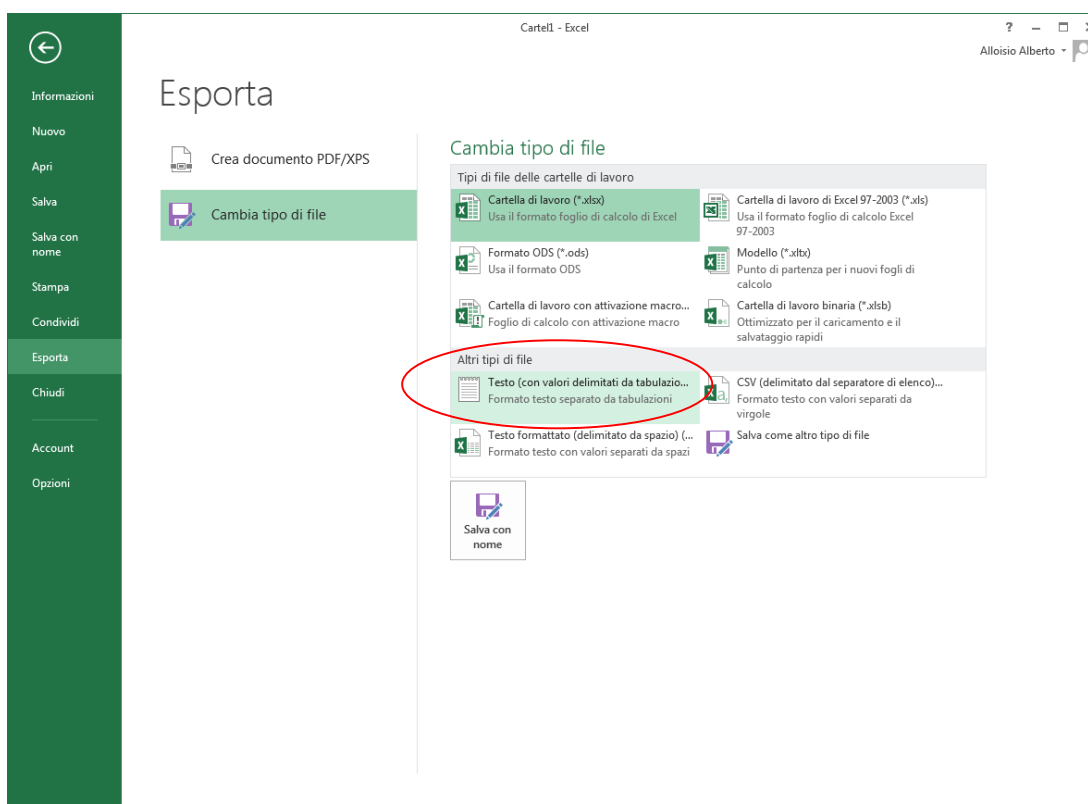 Cartel1 - Excel
?
Alloisio Alberto
Informazioni
Nuovo
Apri
Salva
Salva con
nome
Stampa
Condividi
Esporta
Chiudi
Account
Opzioni
Esporta
Crea documento PDF/XPS
Cambia tipo di file
Cambia tipo di file
Tipi di file delle cartelle di lavoro
Cartella di lavoro (*.xlsx)
Usa il formato foglio di calcolo di Excel
Cartella di lavoro di Excel 97-2003 (*.xls)
Usa il formato foglio di calcolo Excel
97-2003
Formato ODS (*.ods)
Usa il formato ODS
Modello (*.xltx)
Punto di partenza per i nuovi fogli di
calcolo
Cartella di lavoro con attivazione macro...
Foglio di calcolo con attivazione macro
Cartella di lavoro binaria (*.xlsb)
Ottimizzato per il caricamento e il
salvataggio rapidi
Altri tipi di file
Testo (con valori delimitati da tabulazio...
Formato testo separato da tabulazioni
CSV (delimitato dal separatore di elenco)...
Formato testo con valori separati da
virgole
Testo formattato (delimitato da spazio) (...
Formato testo con valori separati da spazi
Salva come altro tipo di file
Salva con
nome